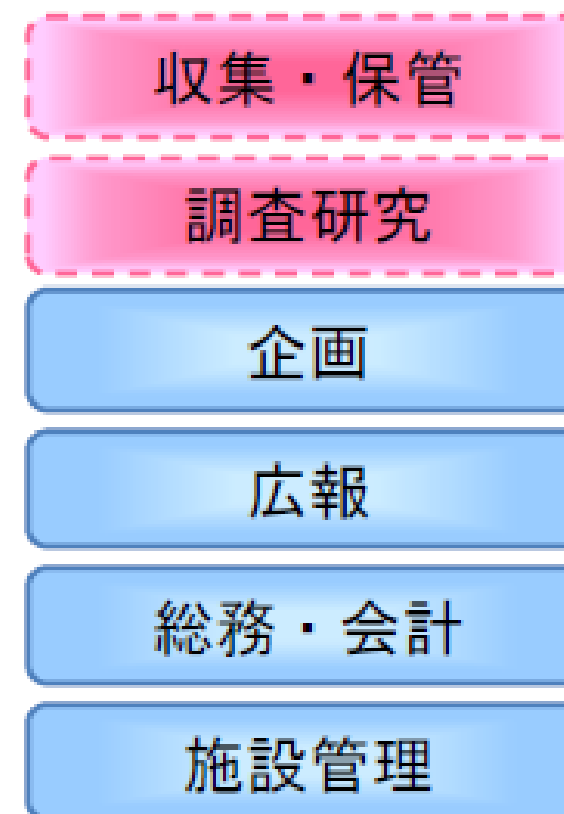 収集・保管
調査研究
企画
広報
総務・会計
施設管理